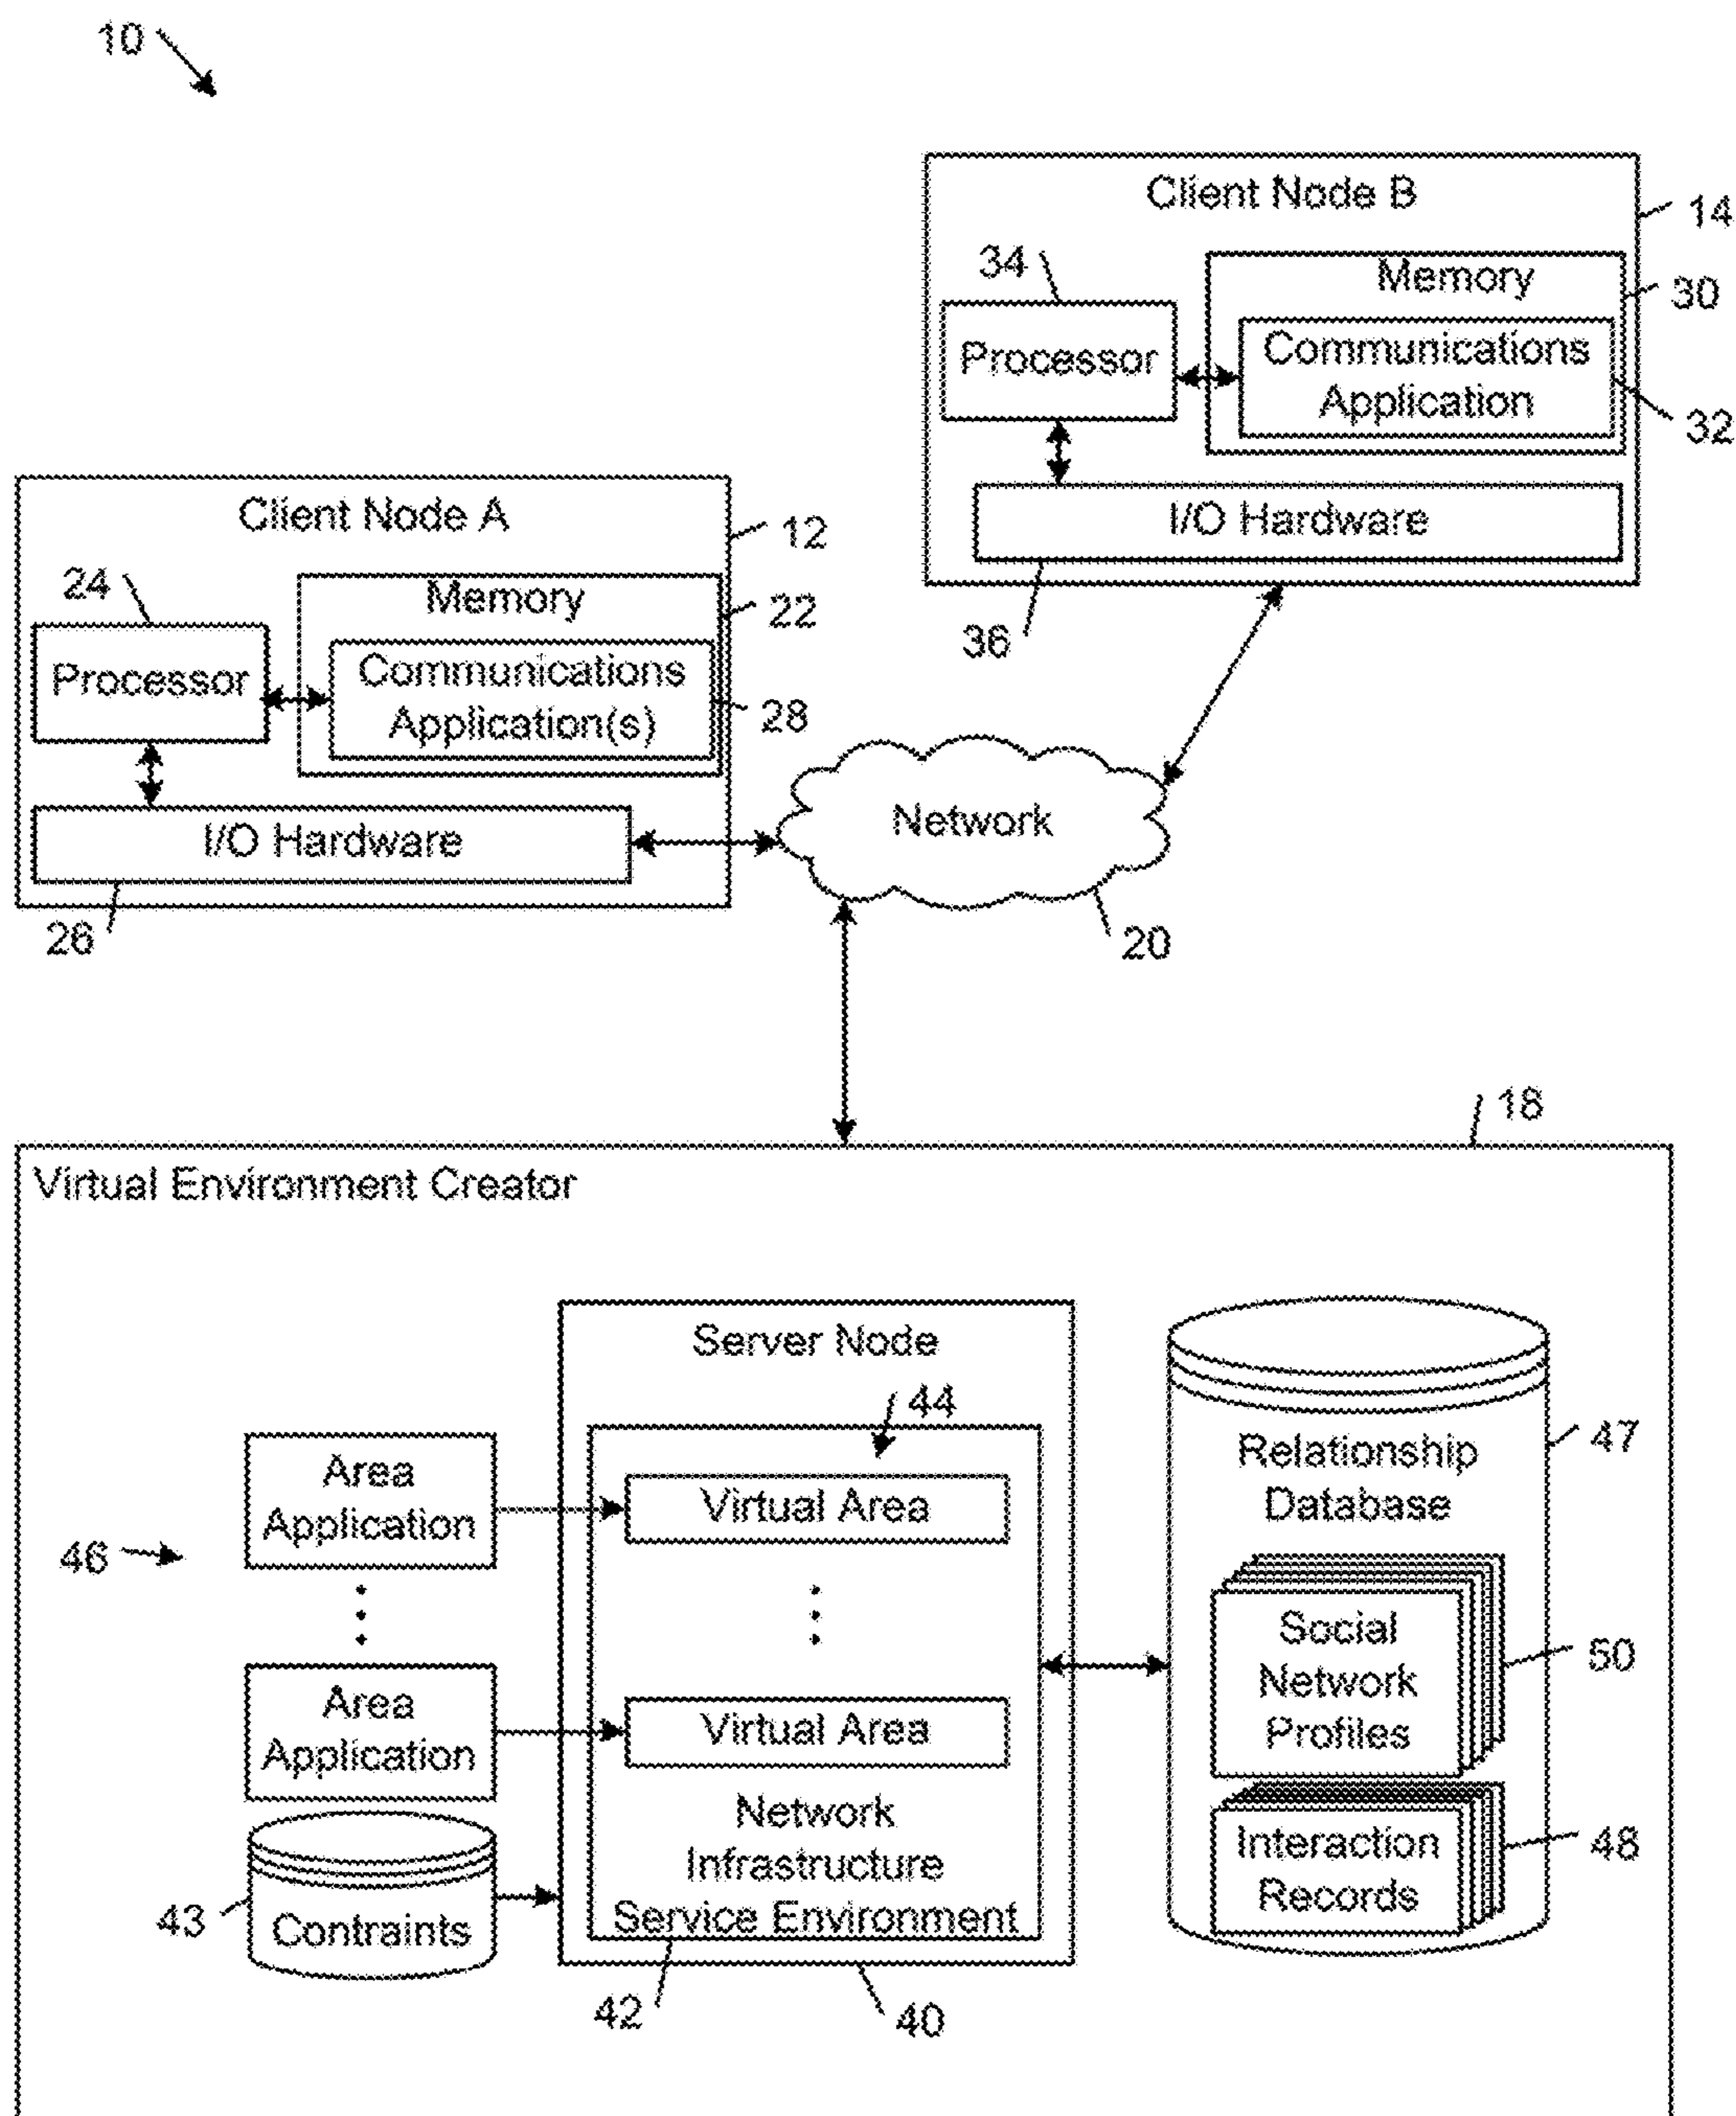 10
Client Node B
14
34
Memory
30
Processor
Communications
Application
32
I/O Hardware
36
Client Node A
12
24
Memory
22
Processor
Communications
Application(s)
28
I/O Hardware
26
Network
20
18
Virtual Environment Creator
Server Node
44
Area
Application
Virtual Area
46
Area
Application
Virtual Area
Network
Infrastructure
Service Environment
43
Contraints
42
40
Relationship
Database
47
Social
Network
Profiles
50
Interaction
Records
48